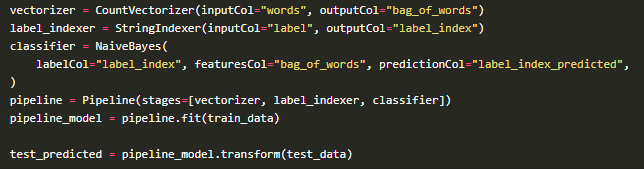 vectorizer = CountVectorizer(inputCol="words", outputCol="bag_of_words")
label_indexer = StringIndexer(inputCol="label", outputCol="label_index")
classifier = NaiveBayes(
    labelCol="label_index", featuresCol="bag_of_words", predictionCol="label_index_predicted",
)
pipeline = Pipeline(stages=[vectorizer, label_indexer, classifier])
pipeline_model = pipeline.fit(train_data)

test_predicted = pipeline_model.transform(test_data)